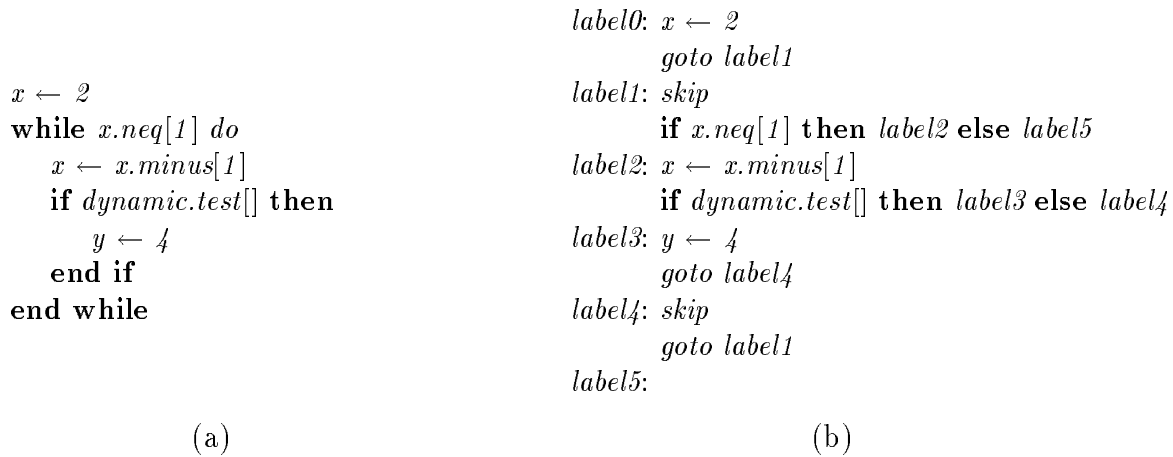 x ← 2
while x.neq[1] do
x ← x.minus[1]
if dynamic.test[] then
y ← 4
end if
end while
(a)
label0: x ← 2
goto label1
label1: skip
if x.neq[1] then label2 else label5
label2: x ← x.minus[1]
if dynamic.test[] then label3 else label4
label3: y ← 4
goto label4
label4: skip
goto label1
label5:
(b)